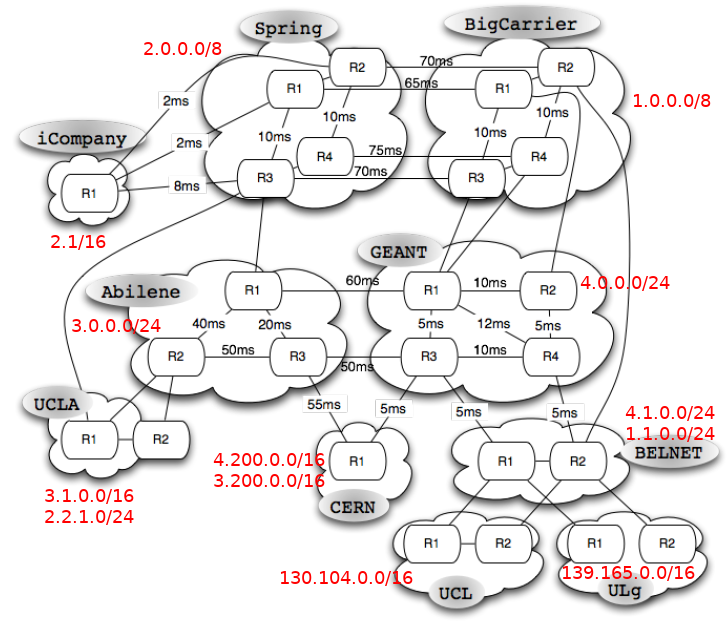 Spring
BigCarrier
2.0.0.0/8
R2
70ms
R2
R1
65ms
R1
1.0.0.0/8
2ms
10ms
10ms
iCompany
2ms
10ms
10ms
R4
75ms
R4
R1
8ms
R3
70ms
R3
2.1/16
GEANT
Abilene
R1
60ms
R1
10ms
R2
4.0.0.0/24
3.0.0.0/24
40ms
20ms
5ms
12ms
5ms
R2
50ms
R3
50ms
R3
10ms
R4
UCLA
55ms
5ms
5ms
5ms
4.1.0.0/24
1.1.0.0/24
R1
R2
4.200.0.0/16
R1
R1
R2
BELNET
3.200.0.0/16
3.1.0.0/16
2.2.1.0/24
CERN
R1
R2
R1
R2
130.104.0.0/16
139.165.0.0/16
UCL
ULg